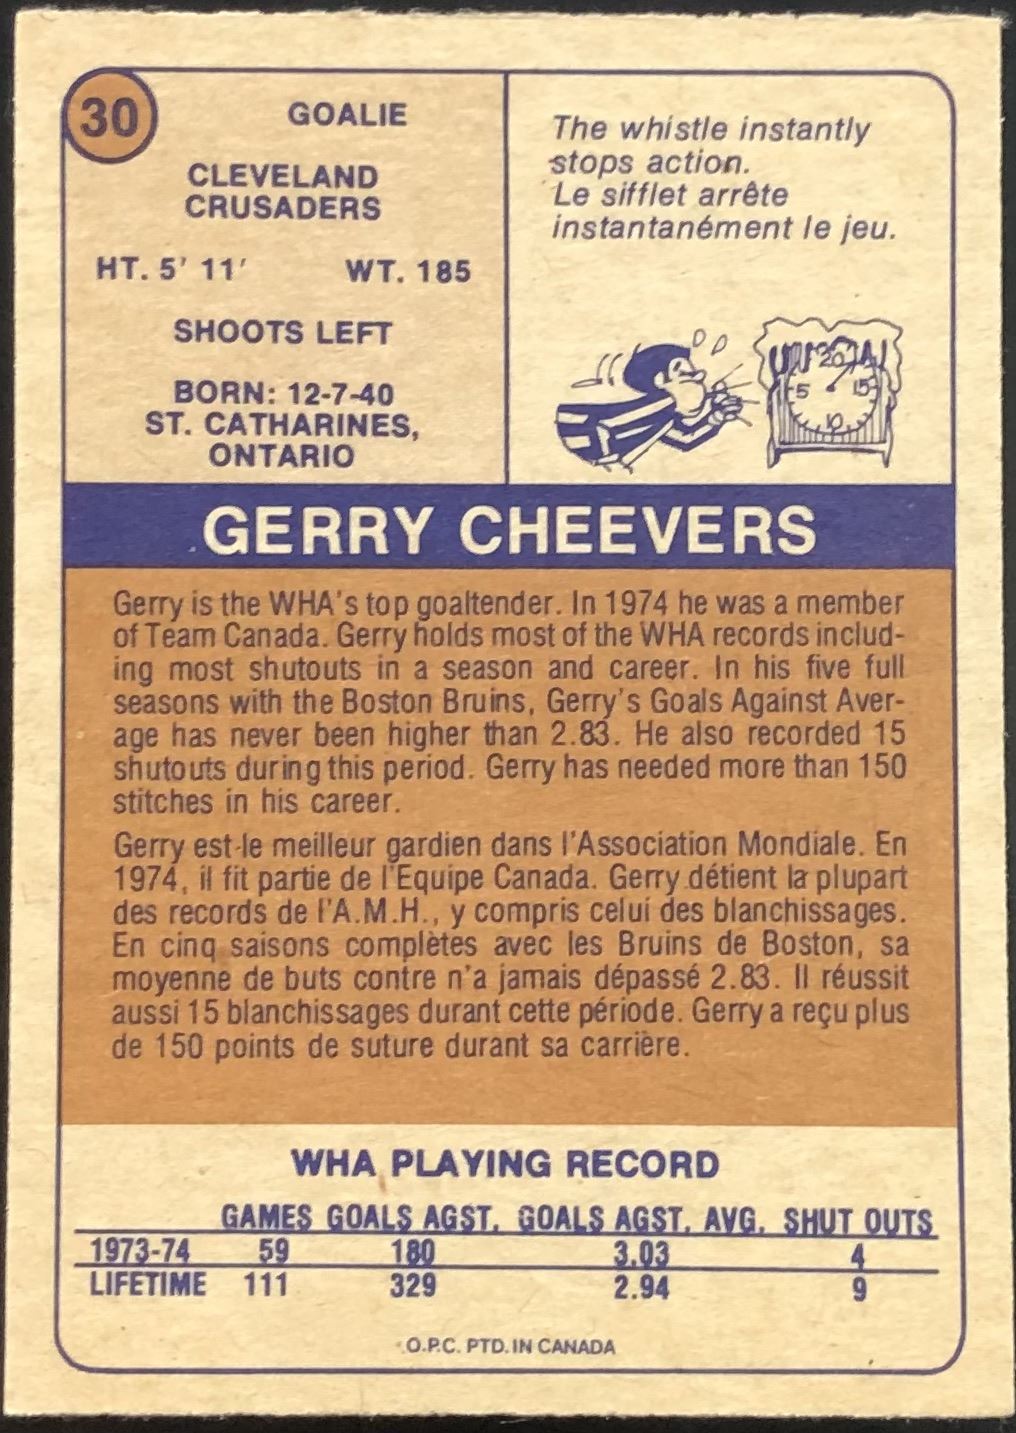 30
GOALIE
CLEVELAND
CRUSADERS
HT. 5' 11' WT. 185
SHOOTS LEFT
BORN: 12-7-40
ST. CATHARINES,
ONTARIO
The whistle instantly
stops action.
Le sifflet arrête
instantanément le jeu.
20
5 15
10
GERRY CHEEVERS
Gerry is the WHA's top goaltender. In 1974 he was a member
of Team Canada. Gerry holds most of the WHA records includ-
ing most shutouts in a season and career. In his five full
seasons with the Boston Bruins, Gerry's Goals Against Aver-
age has never been higher than 2.83. He also recorded 15
shutouts during this period. Gerry has needed more than 150
stitches in his career.
Gerry est le meilleur gardien dans l'Association Mondiale. En
1974, il fit partie de l'Equipe Canada. Gerry détient la plupart
des records de l'A.M.H., y compris celui des blanchissages.
En cinq saisons complètes avec les Bruins de Boston, sa
moyenne de buts contre n'a jamais dépassé 2.83. Il réussit
aussi 15 blanchissages durant cette période. Gerry a reçu plus
de 150 points de suture durant sa carrière.
WHA PLAYING RECORD
GAMES GOALS AGST. GOALS AGST. AVG. SHUT OUTS
1973-74 59 180 3.03 4
LIFETIME 111 329 2.94 9
O.P.C. PTD. IN CANADA